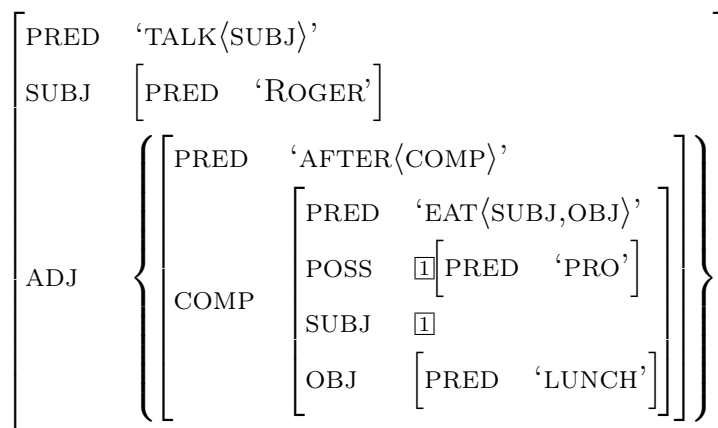 PRED ‘TALK⟨SUBJ⟩’
SUBJ [PRED ‘ROGER’]
PRED ‘AFTER⟨COMP⟩’
PRED ‘EAT⟨SUBJ,OBJ⟩’
POSS 1[PRED ‘PRO’]
ADJ
COMP
SUBJ 1
OBJ [PRED ‘LUNCH’]